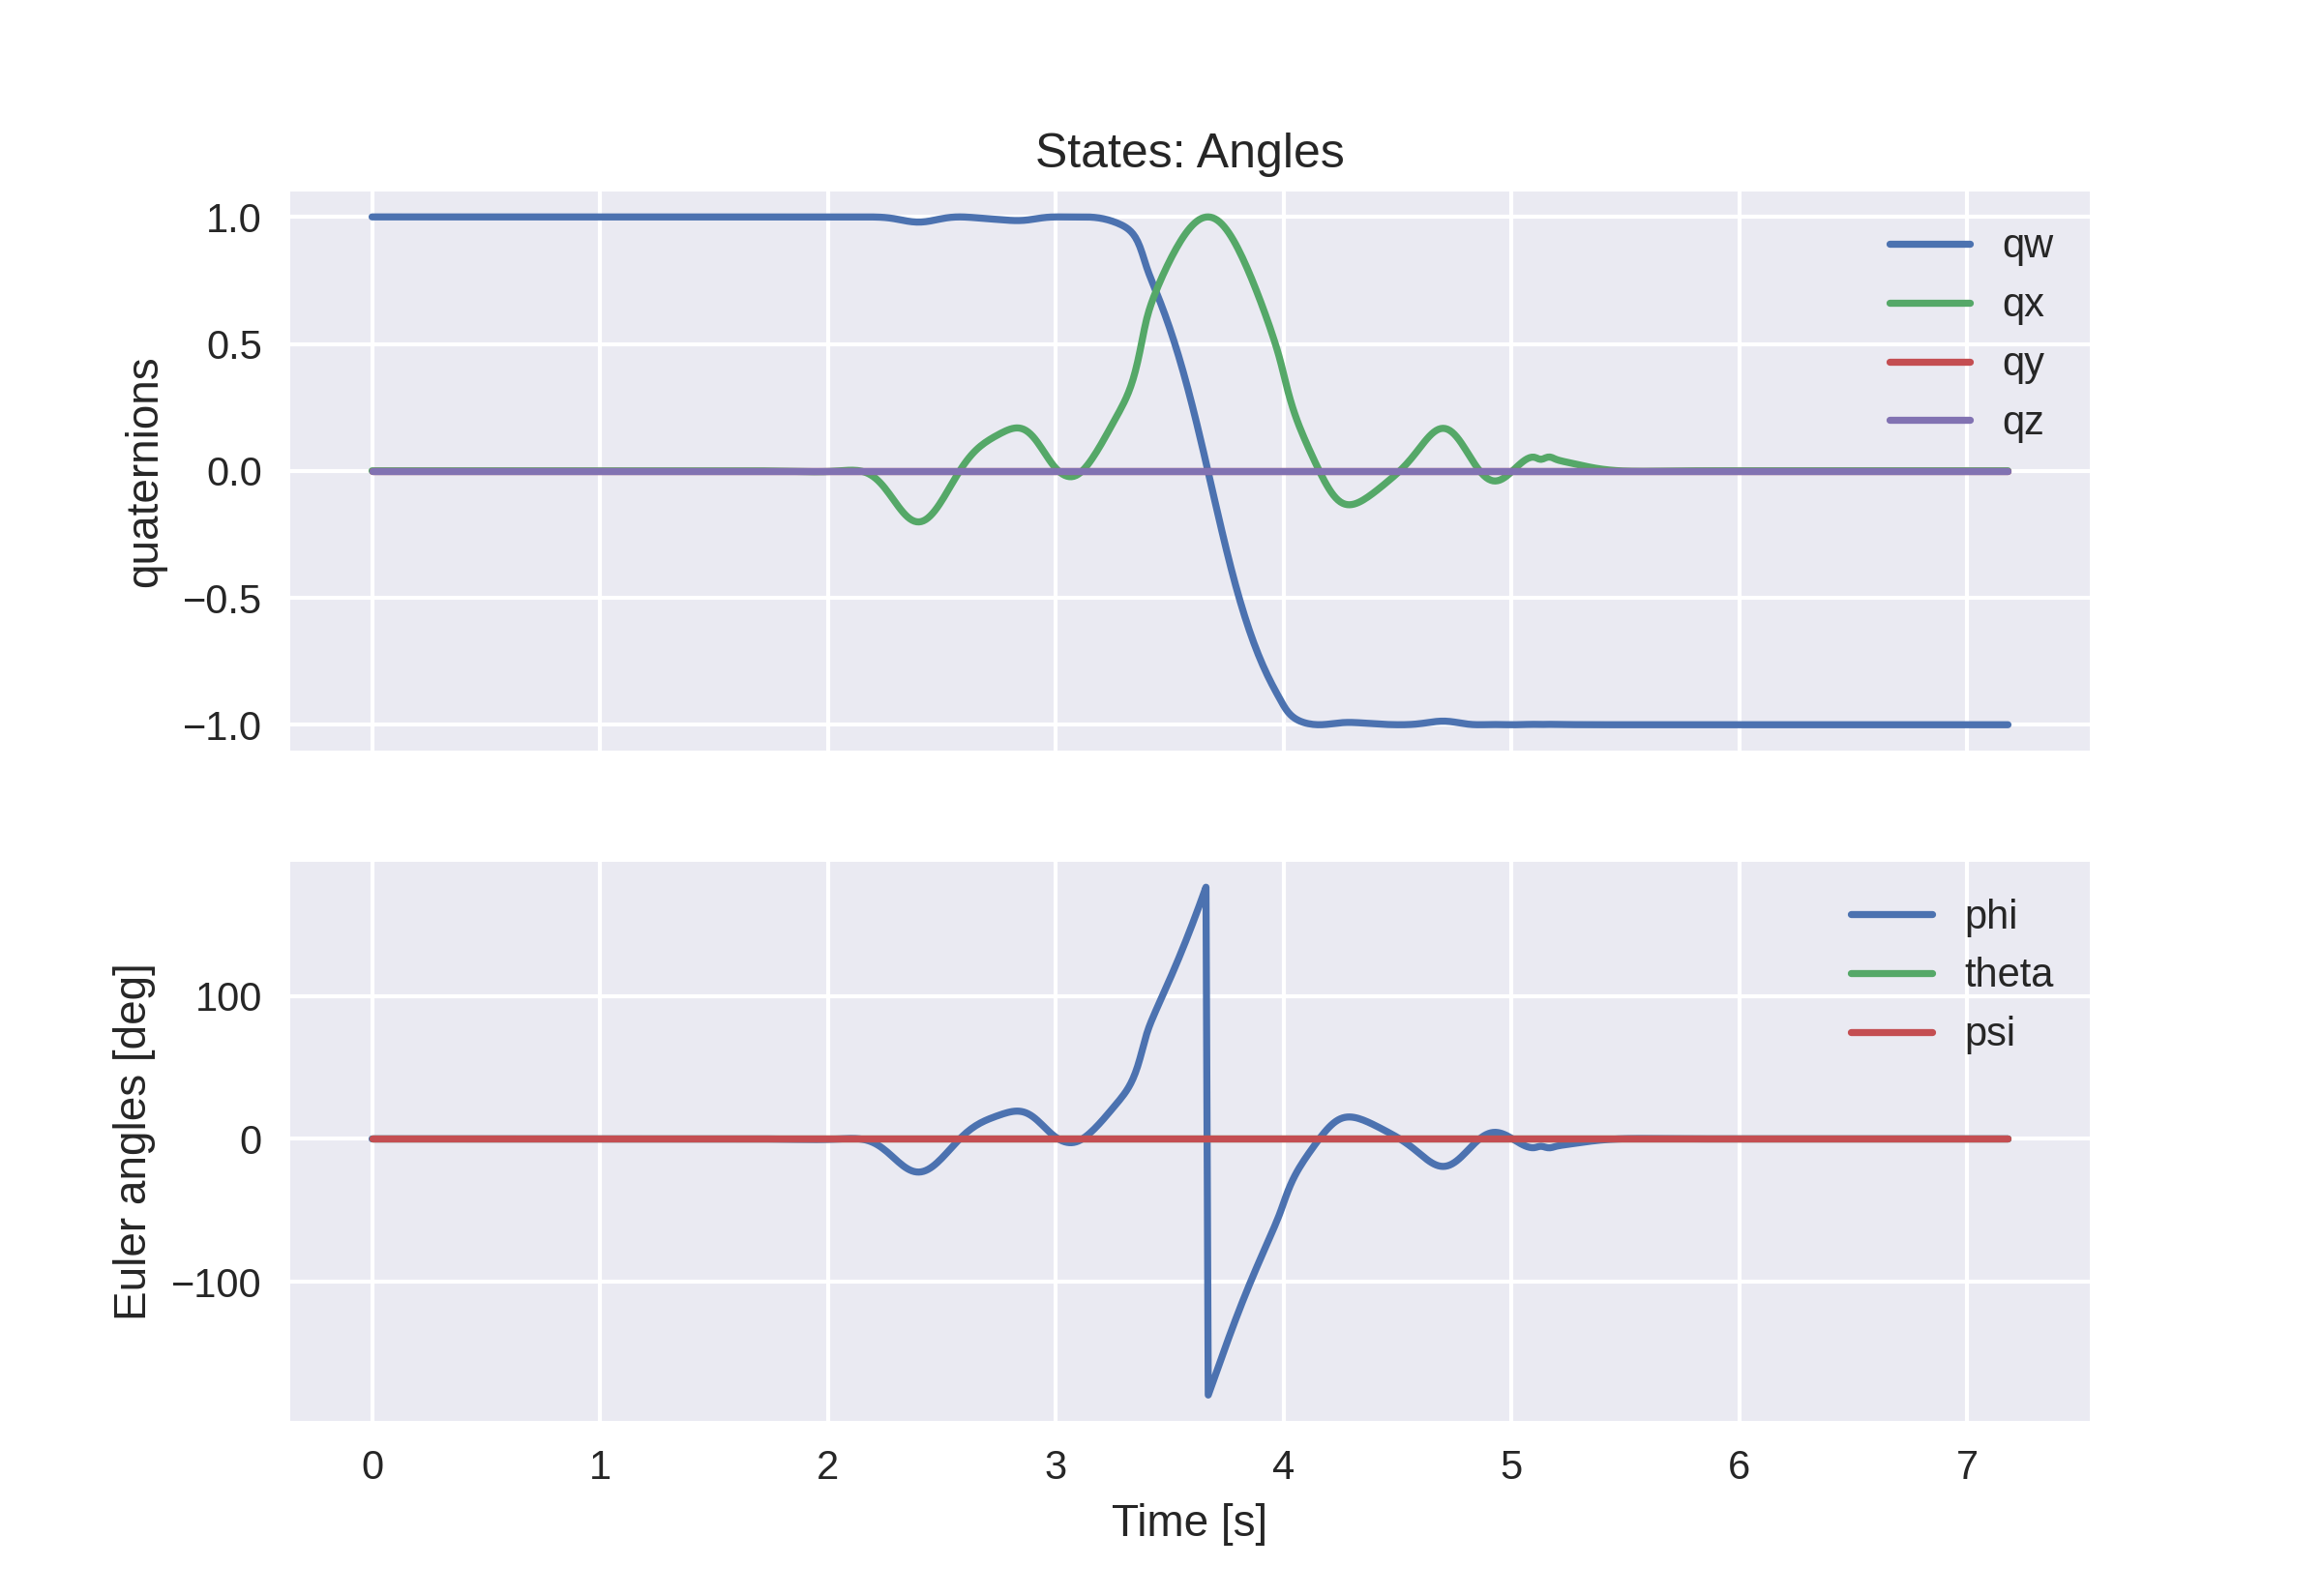 States: Angles
1.0
0.5
0.0
−0.5
−1.0
quaternions
qw
qx
qy
qz
100
0
−100
Euler angles [deg]
phi
theta
psi
0 1 2 3 4 5 6 7
Time [s]